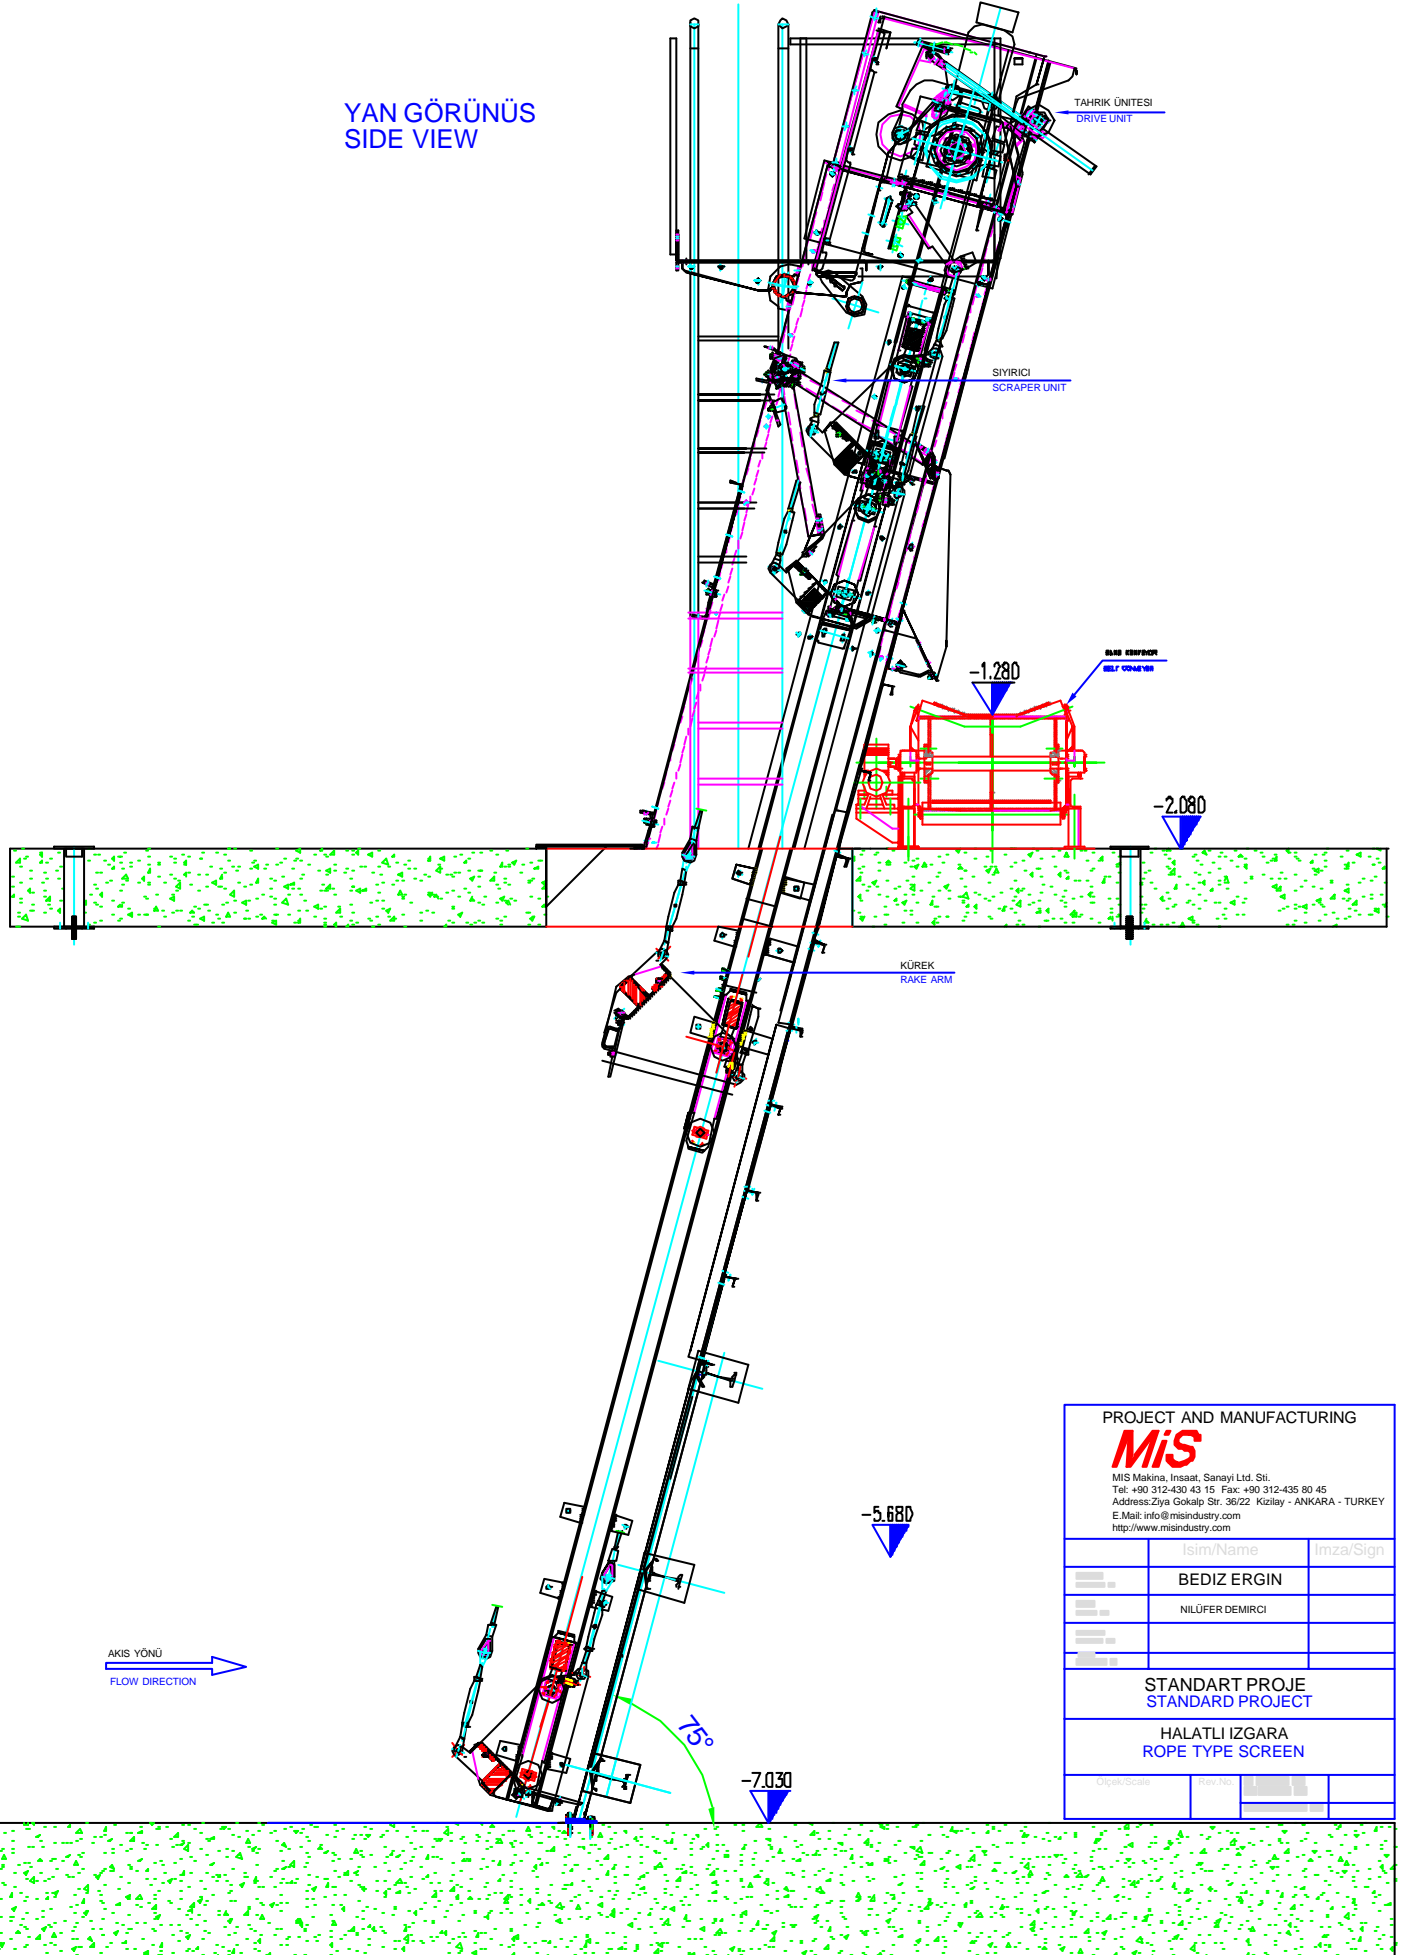 YAN GÖRÜNÜS
SIDE VIEW
TAHRIK ÜNITESI
DRIVE UNIT
SIYIRICI
SCRAPER UNIT
-1.280
BELT CONVEYOR
-2.080
KÜREK
RAKE ARM
-5.680
AKIS YÖNÜ
FLOW DIRECTION
75°
-7.030
PROJECT AND MANUFACTURING
MiS
MIS Makina, Insaat, Sanayi Ltd. Sti.
Tel: +90 312-430 43 15 Fax: +90 312-435 80 45
Address:Ziya Gokalp Str. 36/22 Kizilay - ANKARA - TURKEY
E.Mail: info@misindustry.com
http://www.misindustry.com
Isim/Name Imza/Sign
BEDIZ ERGIN
NILÜFER DEMIRCI
STANDART PROJE
STANDARD PROJECT
HALATLI IZGARA
ROPE TYPE SCREEN
Ölçek/Scale Rev.No.